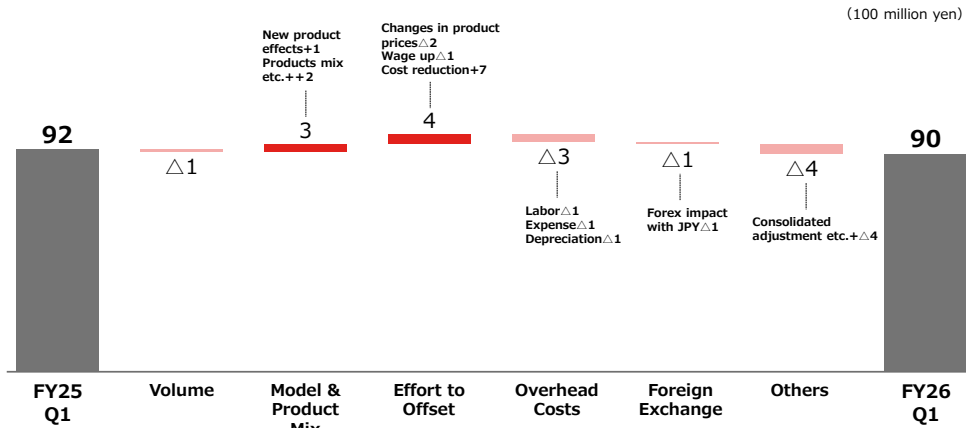 (100 million yen)
New product
effects+1
Products mix
etc.++2
Changes in product
prices△2
Wage up△1
Cost reduction+7
92
△1
3
4
△3
△1
△4
90
Labor△1
Expense△1
Depreciation△1
Forex impact
with JPY△1
Consolidated
adjustment etc.+△4
FY25
Q1
Volume
Model &
Product
Mix
Effort to
Offset
Overhead
Costs
Foreign
Exchange
Others
FY26
Q1